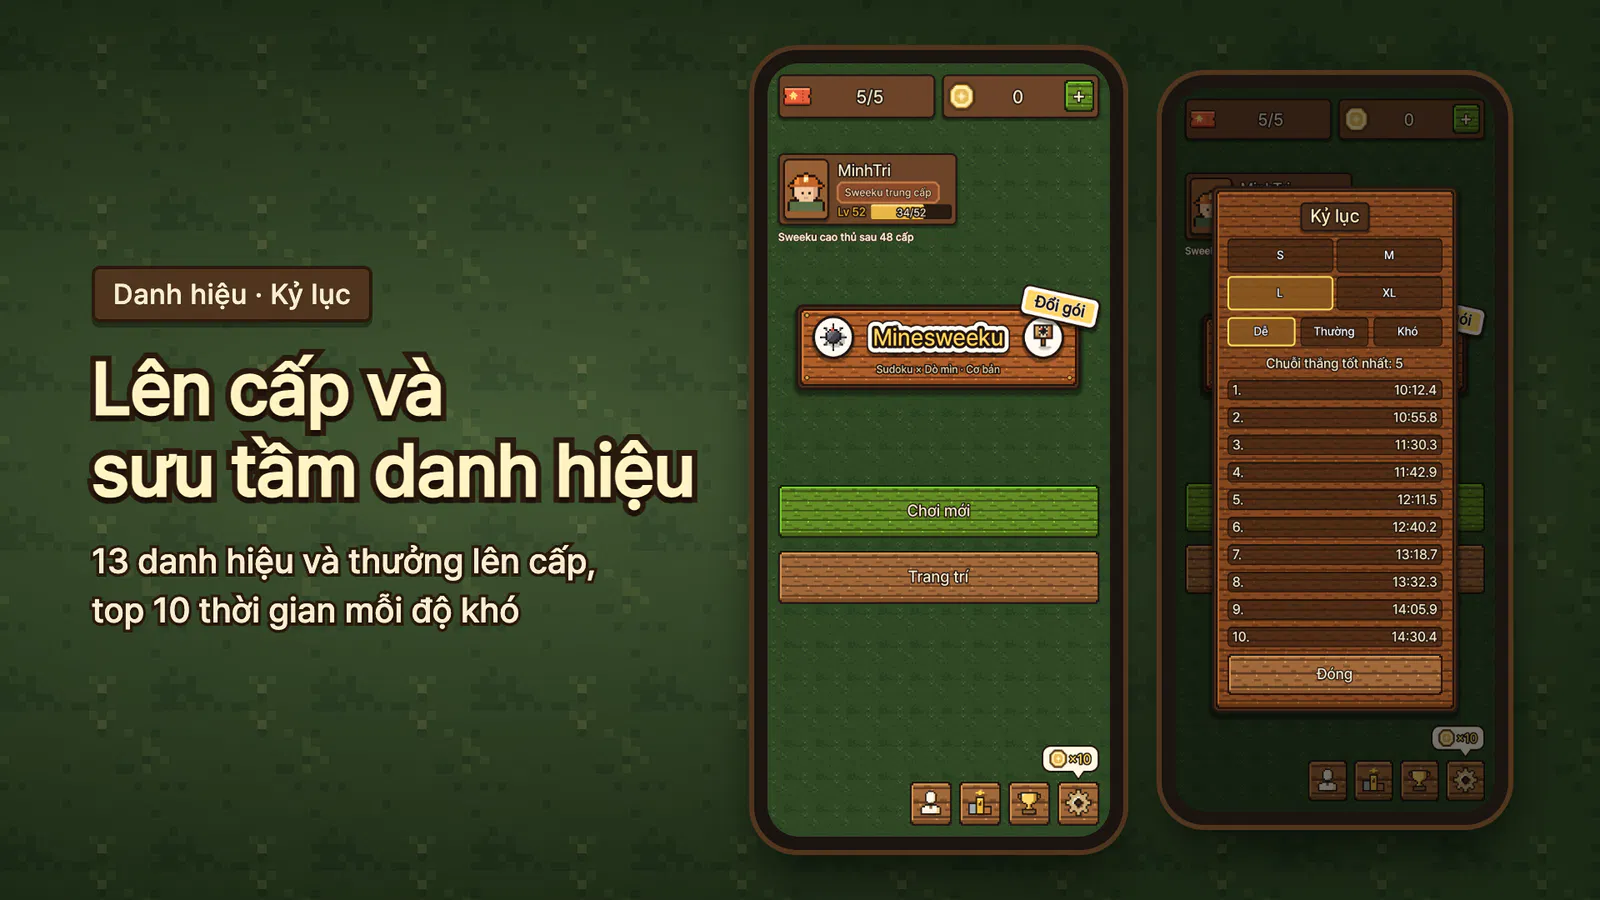 Danh hiệu · Kỷ lục
Lên cấp và
sưu tầm danh hiệu
13 danh hiệu và thưởng lên cấp,
top 10 thời gian mỗi độ khó
5/5
0
+
MinhTri
Sweeku trung cấp
Lv 52
34/52
Sweeku cao thủ sau 48 cấp
Đổi gói
Minesweeku
Sudoku × Dò mìn · Cơ bản
Chơi mới
Trang trí
×10
5/5
0
+
Kỷ lục
S
M
L
XL
Dễ
Thường
Khó
Chuỗi thắng tốt nhất: 5
1. 10:12.4
2. 10:55.8
3. 11:30.3
4. 11:42.9
5. 12:11.5
6. 12:40.2
7. 13:18.7
8. 13:32.3
9. 14:05.9
10. 14:30.4
Đóng
×10